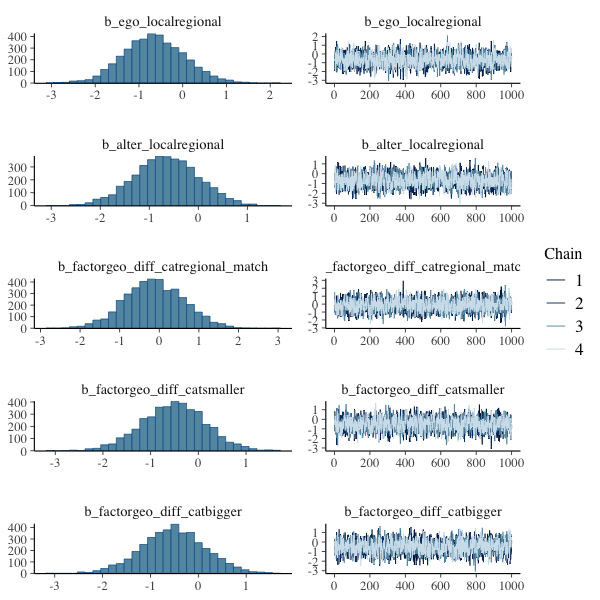 b_ego_localregional
b_ego_localregional
400
300
200
100
0
-3 -2 -1 0 1 2
2
1
0
-1
-2
-3
0 200 400 600 800 1000
b_alter_localregional
b_alter_localregional
300
200
100
0
-3 -2 -1 0 1
1
0
-1
-2
-3
0 200 400 600 800 1000
b_factorgeo_diff_catregional_match
_factorgeo_diff_catregional_matc
400
300
200
100
0
-3 -2 -1 0 1 2 3
3
2
1
0
-1
-2
-3
0 200 400 600 800 1000
Chain
1
2
3
4
b_factorgeo_diff_catsmaller
b_factorgeo_diff_catsmaller
400
300
200
100
0
-3 -2 -1 0 1
1
0
-1
-2
-3
0 200 400 600 800 1000
b_factorgeo_diff_catbigger
b_factorgeo_diff_catbigger
400
300
200
100
0
-3 -2 -1 0 1
2
1
0
-1
-2
-3
0 200 400 600 800 1000